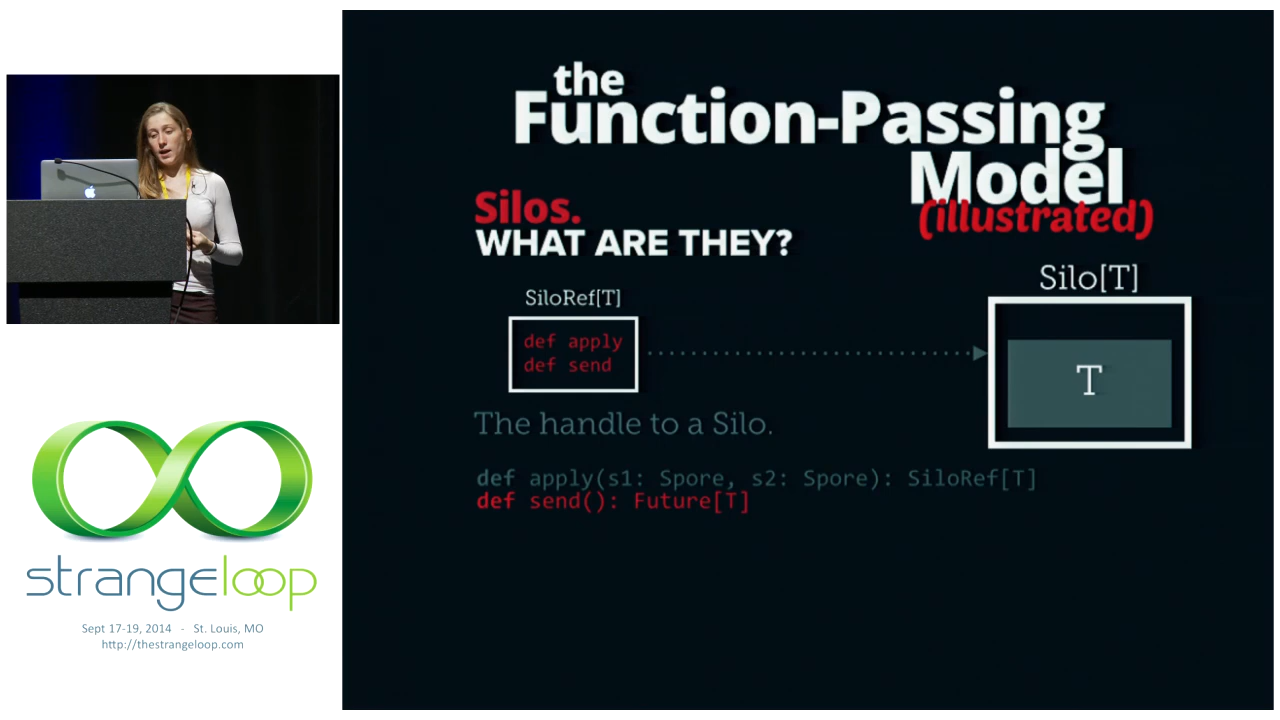 the
Function-Passing
Model
(illustrated)
Silos.
WHAT ARE THEY?
SiloRef[T]
def apply
def send
Silo[T]
T
The handle to a Silo.
def apply(s1: Spore, s2: Spore): SiloRef[T]
def send(): Future[T]
strangeloop
Sept 17-19, 2014 - St. Louis, MO
http://thestrangeloop.com